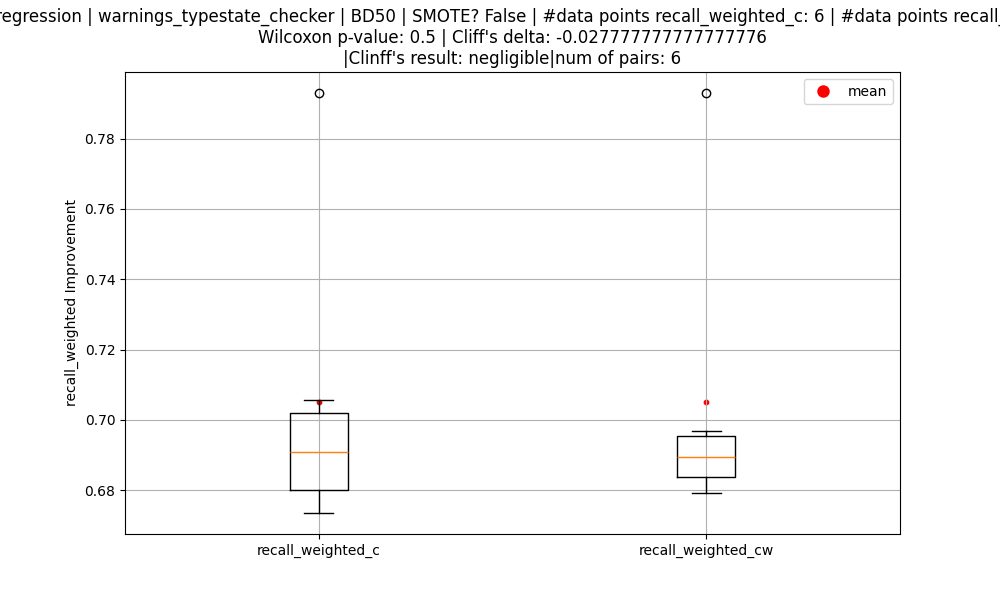 regression | warnings_typestate_checker | BD50 | SMOTE? False | #data points recall_weighted_c: 6 | #data points recall_
Wilcoxon p-value: 0.5 | Cliff's delta: -0.027777777777777776
|Clinff's result: negligible|num of pairs: 6
mean
0.78
0.76
0.74
0.72
0.70
0.68
recall_weighted Improvement
recall_weighted_c
recall_weighted_cw